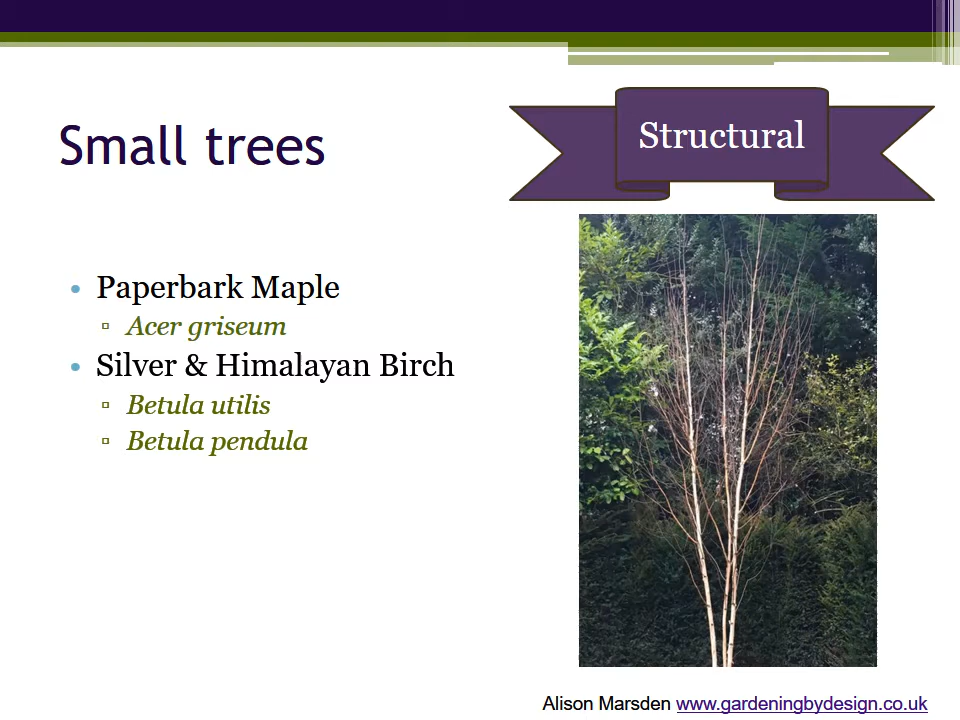 Small trees
Structural
• Paperbark Maple
▫ Acer griseum
• Silver & Himalayan Birch
▫ Betula utilis
▫ Betula pendula
Alison Marsden www.gardeningbydesign.co.uk